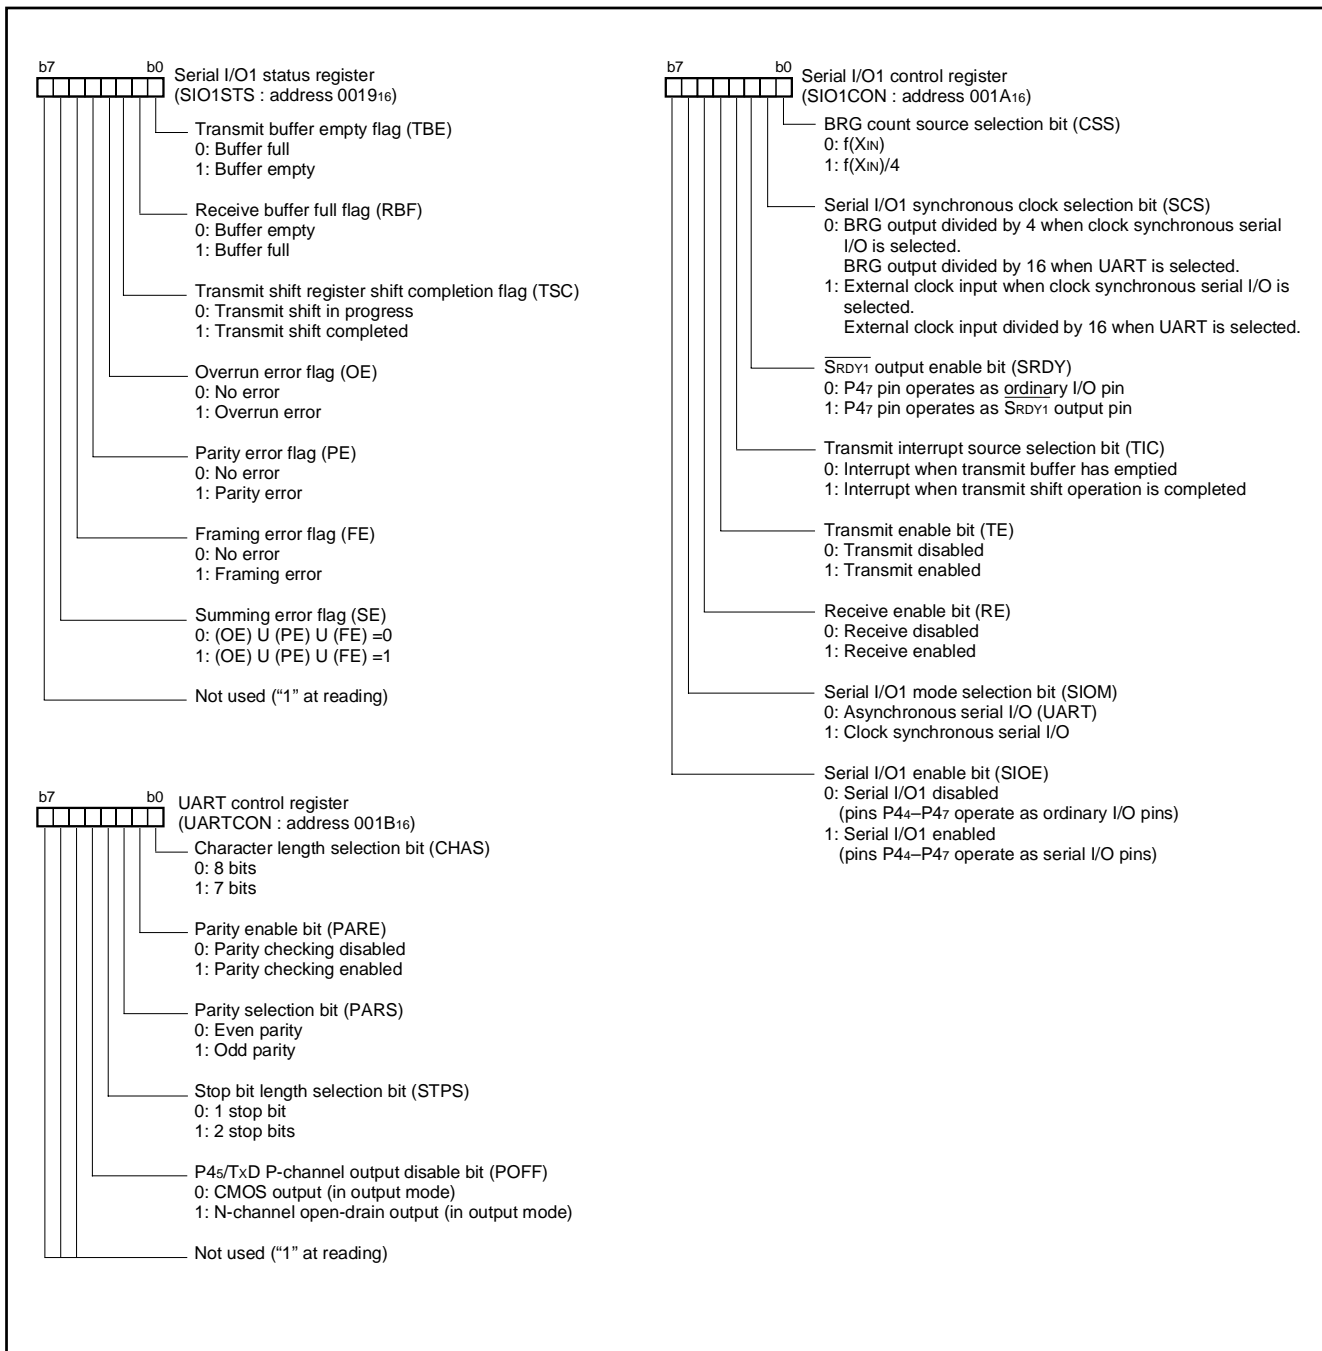 b7 b0 Serial I/O1 status register
(SIO1STS : address 0019₁₆)
Transmit buffer empty flag (TBE)
0: Buffer full
1: Buffer empty
Receive buffer full flag (RBF)
0: Buffer empty
1: Buffer full
Transmit shift register shift completion flag (TSC)
0: Transmit shift in progress
1: Transmit shift completed
Overrun error flag (OE)
0: No error
1: Overrun error
Parity error flag (PE)
0: No error
1: Parity error
Framing error flag (FE)
0: No error
1: Framing error
Summing error flag (SE)
0: (OE) U (PE) U (FE) =0
1: (OE) U (PE) U (FE) =1
Not used (“1” at reading)
b7 b0 UART control register
(UARTCON : address 001B₁₆)
Character length selection bit (CHAS)
0: 8 bits
1: 7 bits
Parity enable bit (PARE)
0: Parity checking disabled
1: Parity checking enabled
Parity selection bit (PARS)
0: Even parity
1: Odd parity
Stop bit length selection bit (STPS)
0: 1 stop bit
1: 2 stop bits
P4₅/TxD P-channel output disable bit (POFF)
0: CMOS output (in output mode)
1: N-channel open-drain output (in output mode)
Not used (“1” at reading)
b7 b0 Serial I/O1 control register
(SIO1CON : address 001A₁₆)
BRG count source selection bit (CSS)
0: f(XIN)
1: f(XIN)/4
Serial I/O1 synchronous clock selection bit (SCS)
0: BRG output divided by 4 when clock synchronous serial
I/O is selected.
BRG output divided by 16 when UART is selected.
1: External clock input when clock synchronous serial I/O is
selected.
External clock input divided by 16 when UART is selected.
S̅R̅D̅Y̅1̅ output enable bit (SRDY)
0: P4₇ pin operates as ordinary I/O pin
1: P4₇ pin operates as S̅R̅D̅Y̅1̅ output pin
Transmit interrupt source selection bit (TIC)
0: Interrupt when transmit buffer has emptied
1: Interrupt when transmit shift operation is completed
Transmit enable bit (TE)
0: Transmit disabled
1: Transmit enabled
Receive enable bit (RE)
0: Receive disabled
1: Receive enabled
Serial I/O1 mode selection bit (SIOM)
0: Asynchronous serial I/O (UART)
1: Clock synchronous serial I/O
Serial I/O1 enable bit (SIOE)
0: Serial I/O1 disabled
(pins P4₄–P4₇ operate as ordinary I/O pins)
1: Serial I/O1 enabled
(pins P4₄–P4₇ operate as serial I/O pins)